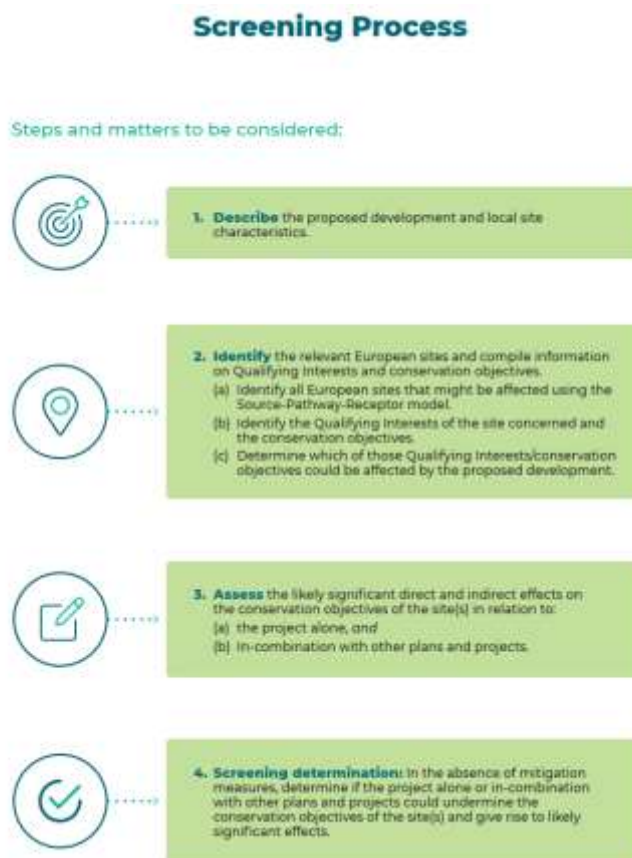 Screening Process
Steps and matters to be considered:
1. Describe the proposed development and local site
characteristics.
2. Identify the relevant European sites and compile information
on Qualifying Interests and conservation objectives.
(a) Identify all European sites that might be affected using the
Source-Pathway-Receptor model.
(b) Identify the Qualifying Interests of the site concerned and
the conservation objectives.
(c) Determine which of those Qualifying Interests/conservation
objectives could be affected by the proposed development.
3. Assess the likely significant direct and indirect effects on
the conservation objectives of the site(s) in relation to:
(a) the project alone, and
(b) In-combination with other plans and projects.
4. Screening determination: In the absence of mitigation
measures, determine if the project alone or in-combination
with other plans and projects could undermine the
conservation objectives of the site(s) and give rise to likely
significant effects.